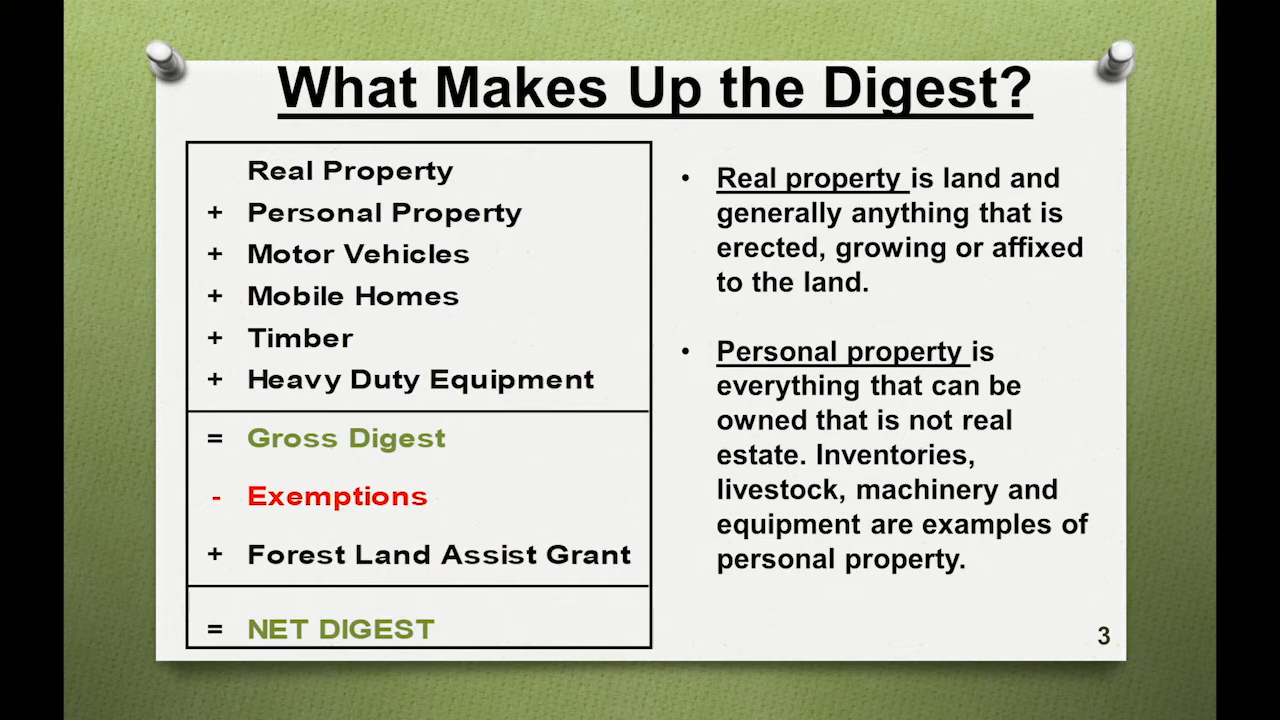 What Makes Up the Digest?
Real Property
+ Personal Property
+ Motor Vehicles
+ Mobile Homes
+ Timber
+ Heavy Duty Equipment
= Gross Digest
- Exemptions
+ Forest Land Assist Grant
= NET DIGEST
• Real property is land and
generally anything that is
erected, growing or affixed
to the land.
• Personal property is
everything that can be
owned that is not real
estate. Inventories,
livestock, machinery and
equipment are examples of
personal property.
3